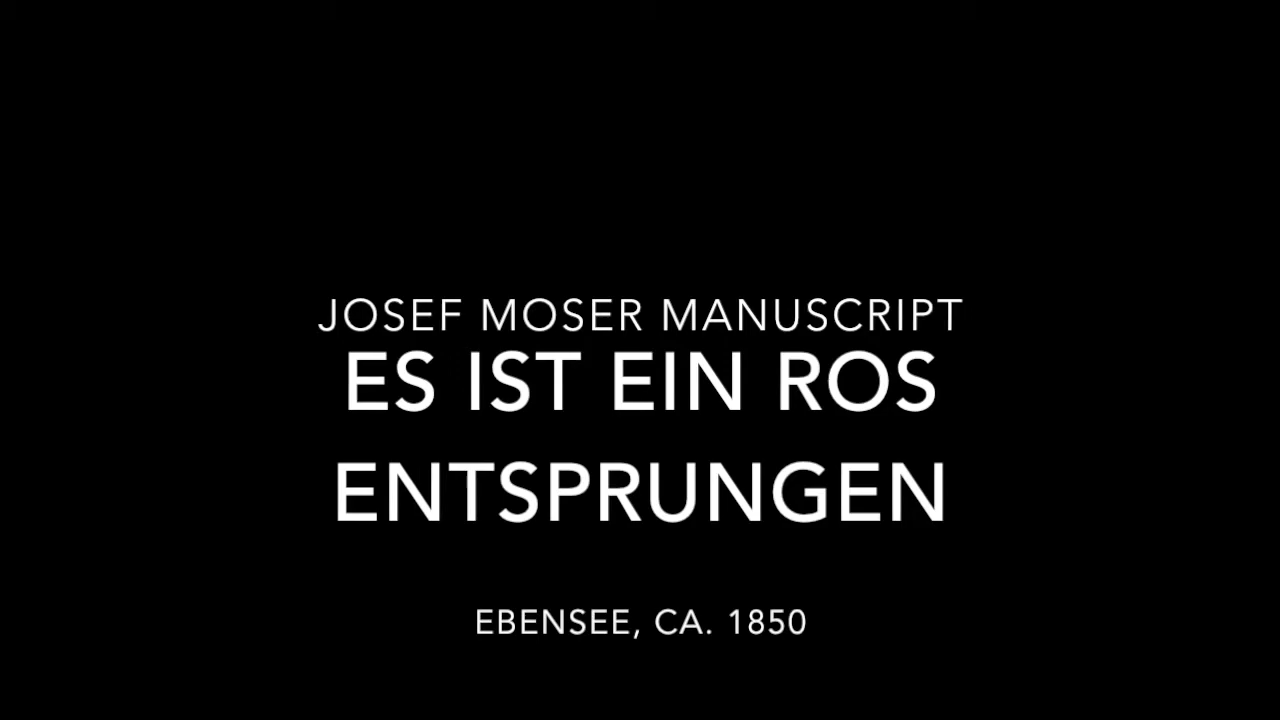 JOSEF MOSER MANUSCRIPT
ES IST EIN ROS
ENTSPRUNGEN
EBENSEE, CA. 1850